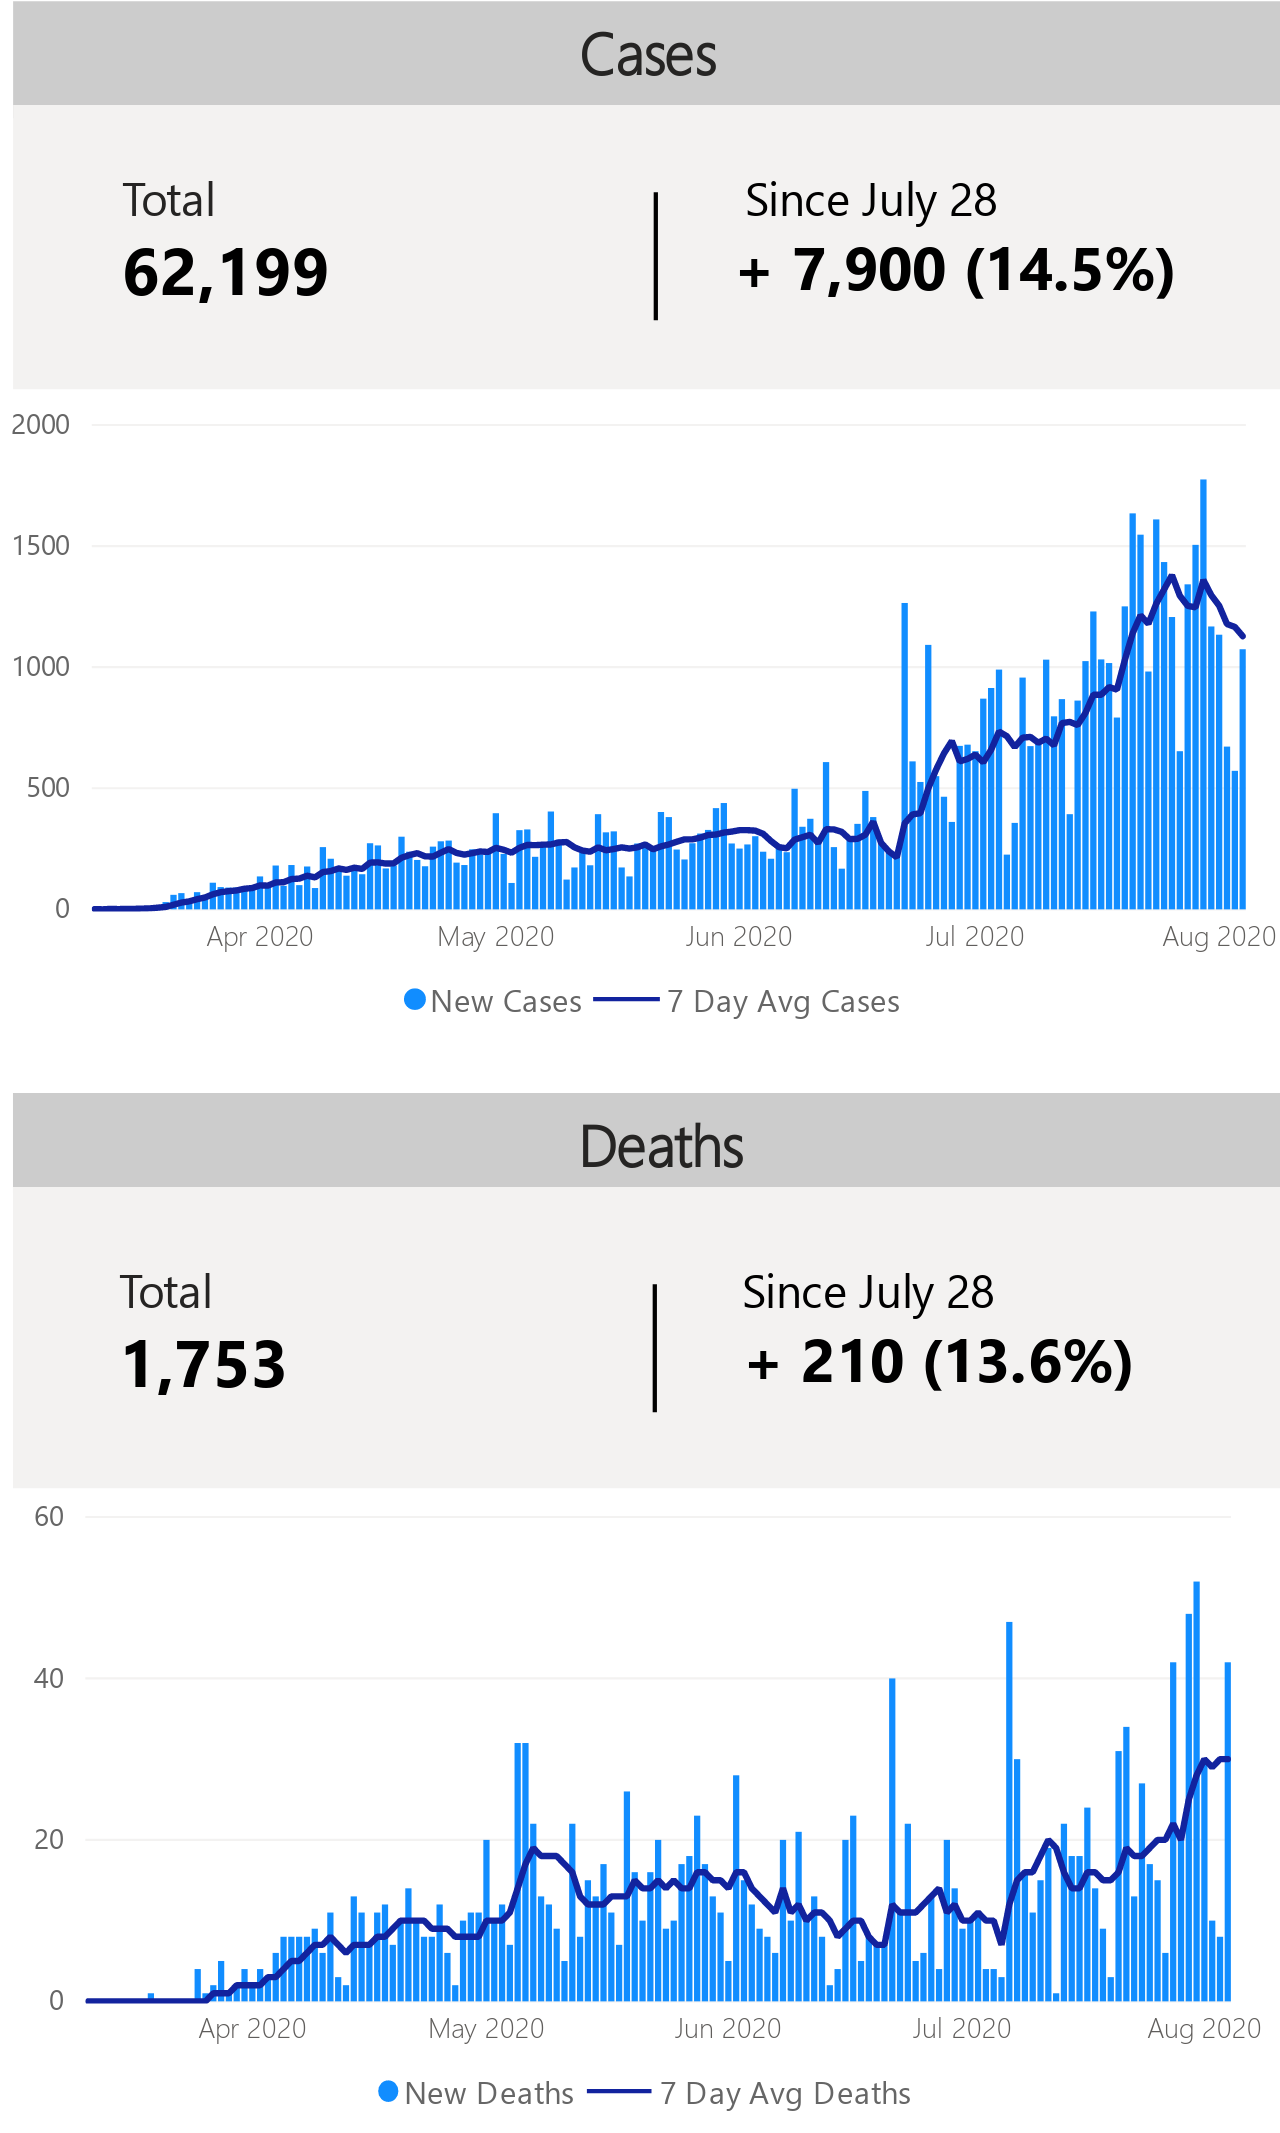 Cases
Total
Since July 28
62,199
+ 7,900 (14.5%)
2000
1500
1000
500
0
Apr 2020
May 2020
Jun 2020
Jul 2020
Aug 2020
New Cases
7 Day Avg Cases
Deaths
Total
Since July 28
1,753
+ 210 (13.6%)
60
40
20
0
Apr 2020
May 2020
Jun 2020
Jul 2020
Aug 2020
New Deaths
7 Day Avg Deaths